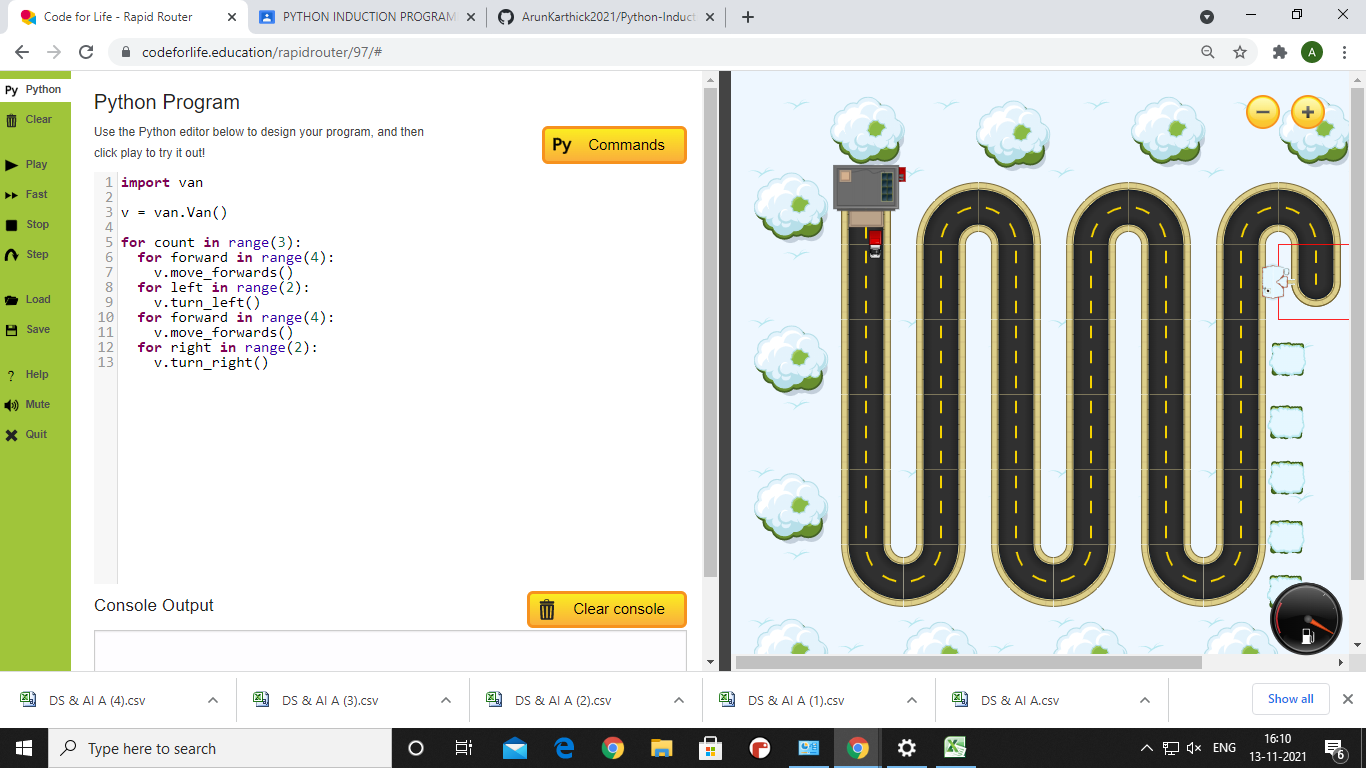 Code for Life - Rapid Router
PYTHON INDUCTION PROGRAM
ArunKarthick2021/Python-Induct
codeforlife.education/rapidrouter/97/#
A
Py Python
Clear
Play
Fast
Stop
Step
Load
Save
? Help
Mute
Quit
Python Program
Use the Python editor below to design your program, and then
click play to try it out!
Py Commands
1 import van
2
3 v = van.Van()
4
5 for count in range(3):
6   for forward in range(4):
7     v.move_forwards()
8   for left in range(2):
9     v.turn_left()
10   for forward in range(4):
11     v.move_forwards()
12   for right in range(2):
13     v.turn_right()
Console Output
Clear console
DS & AI A (4).csv
DS & AI A (3).csv
DS & AI A (2).csv
DS & AI A (1).csv
DS & AI A.csv
Show all
Type here to search
ENG
16:10
13-11-2021
6